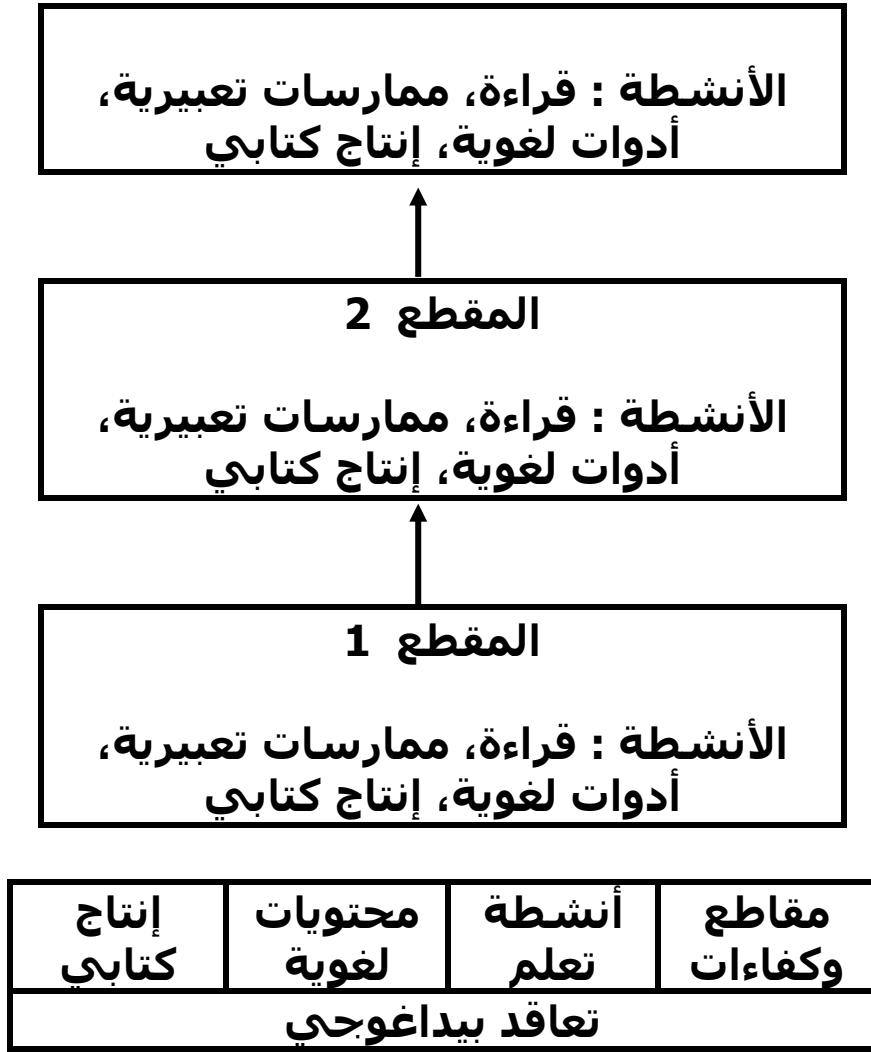 الأنشطة : قراءة، ممارسات تعبيرية،
أدوات لغوية، إنتاج كتابي
المقطع 2
الأنشطة : قراءة، ممارسات تعبيرية،
أدوات لغوية، إنتاج كتابي
المقطع 1
الأنشطة : قراءة، ممارسات تعبيرية،
أدوات لغوية، إنتاج كتابي
مقاطع
وكفاءات
أنشطة
تعلم
محتويات
لغوية
إنتاج
كتابي
تعاقد بيداغوجي